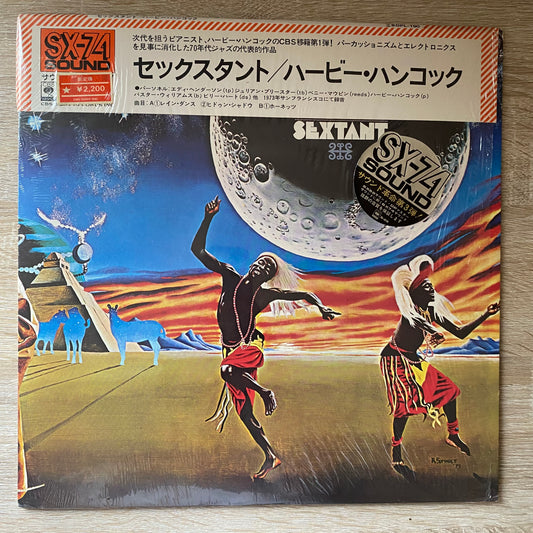 SX-74
SOUND
¥2,200
次代を担うピアニスト、ハービー・ハンコックのCBS移籍第1弾! パーカッショニズムとエレクトロニクス
を見事に消化した70年代ジャズの代表的作品
セックスタント/ハービー・ハンコック
●パーソネル:エディ・ヘンダーソン(tp)ジュリアン・プリースター(tb)ベニー・マウピン(reeds)ハービー・ハンコック(p)
バスター・ウィリアムス(b)ビリー・ハート(ds)他 1973年サンフランシスコにて録音
曲目:A①レイン・ダンス ②ヒドゥン・シャドウ B①ホーネッツ
SEXTANT
SX-74
SOUND
サウンド革命第3弾!